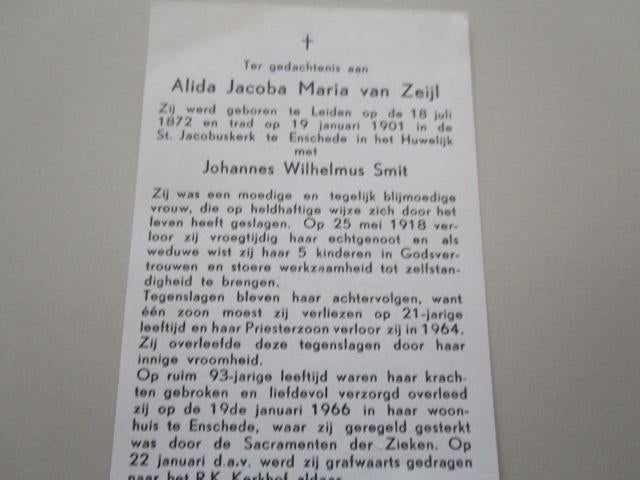 Ter gedachtenis aan
Alida Jacoba Maria van Zeijl
Zij werd geboren te Leiden op de 18 juli
1872 en trad op 19 januari 1901 in de
St. Jacobuskerk te Enschede in het Huwelijk
met
Johannes Wilhelmus Smit
Zij was een moedige en tegelijk blijmoedige
vrouw, die op heldhaftige wijze zich door het
leven heeft geslagen. Op 25 mei 1918 ver-
loor zij vroegtijdig haar echtgenoot en als
weduwe wist zij haar 5 kinderen in Godsver-
trouwen en stoere werkzaamheid tot zelfstan-
digheid te brengen.
Tegenslagen bleven haar achtervolgen, want
één zoon moest zij verliezen op 21-jarige
leeftijd en haar Priesterzoon verloor zij in 1964.
Zij overleefde deze tegenslagen door haar
innige vroomheid.
Op ruim 93-jarige leeftijd waren haar krach-
ten gebroken en liefdevol verzorgd overleed
zij op de 19de januari 1966 in haar woon-
huis te Enschede, waar zij geregeld gesterkt
was door de Sacramenten der Zieken. Op
22 januari d.a.v. werd zij grafwaarts gedragen
naar het R.K. Kerkhof aldaar.